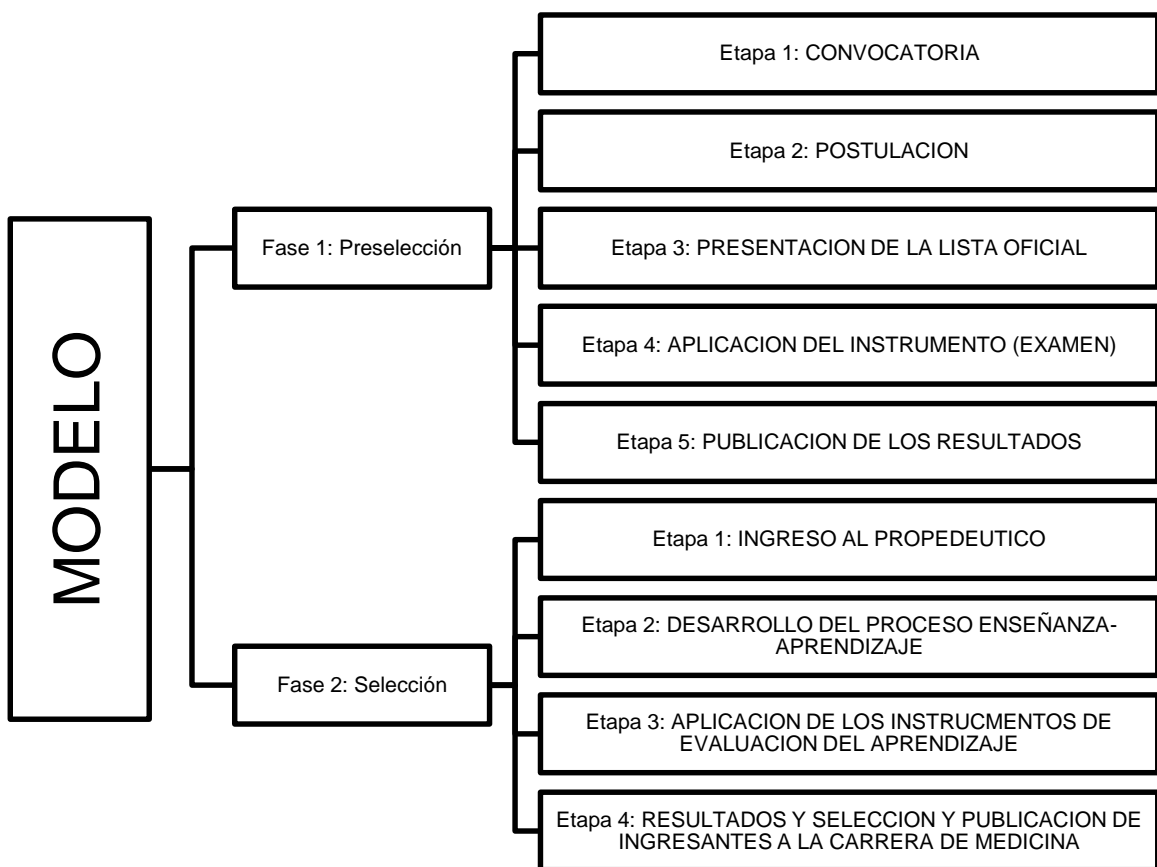 MODELO
Fase 1: Preselección
Etapa 1: CONVOCATORIA
Etapa 2: POSTULACION
Etapa 3: PRESENTACION DE LA LISTA OFICIAL
Etapa 4: APLICACION DEL INSTRUMENTO (EXAMEN)
Etapa 5: PUBLICACION DE LOS RESULTADOS
Fase 2: Selección
Etapa 1: INGRESO AL PROPEDEUTICO
Etapa 2: DESARROLLO DEL PROCESO ENSEÑANZA-
APRENDIZAJE
Etapa 3: APLICACION DE LOS INSTRUCMENTOS DE
EVALUACION DEL APRENDIZAJE
Etapa 4: RESULTADOS Y SELECCION Y PUBLICACION DE
INGRESANTES A LA CARRERA DE MEDICINA